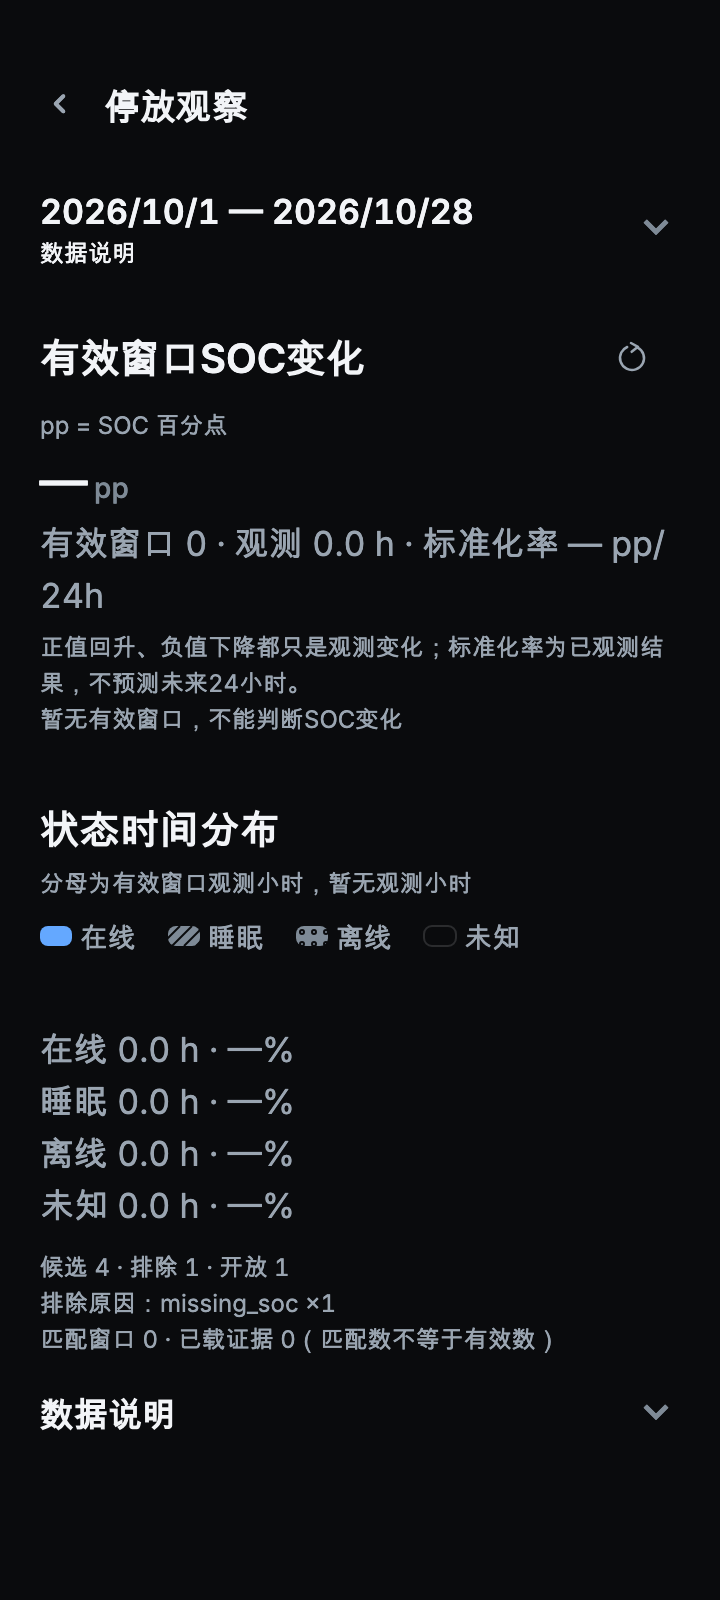 停放观察
2026/10/1 — 2026/10/28
数据说明
有效窗口SOC变化
pp = SOC 百分点
— pp
有效窗口 0 · 观测 0.0 h · 标准化率 — pp/
24h
正值回升、负值下降都只是观测变化；标准化率为已观测结
果，不预测未来24小时。
暂无有效窗口，不能判断SOC变化
状态时间分布
分母为有效窗口观测小时，暂无观测小时
在线 睡眠 离线 未知
在线 0.0 h · —%
睡眠 0.0 h · —%
离线 0.0 h · —%
未知 0.0 h · —%
候选 4 · 排除 1 · 开放 1
排除原因：missing_soc ×1
匹配窗口 0 · 已载证据 0（匹配数不等于有效数）
数据说明